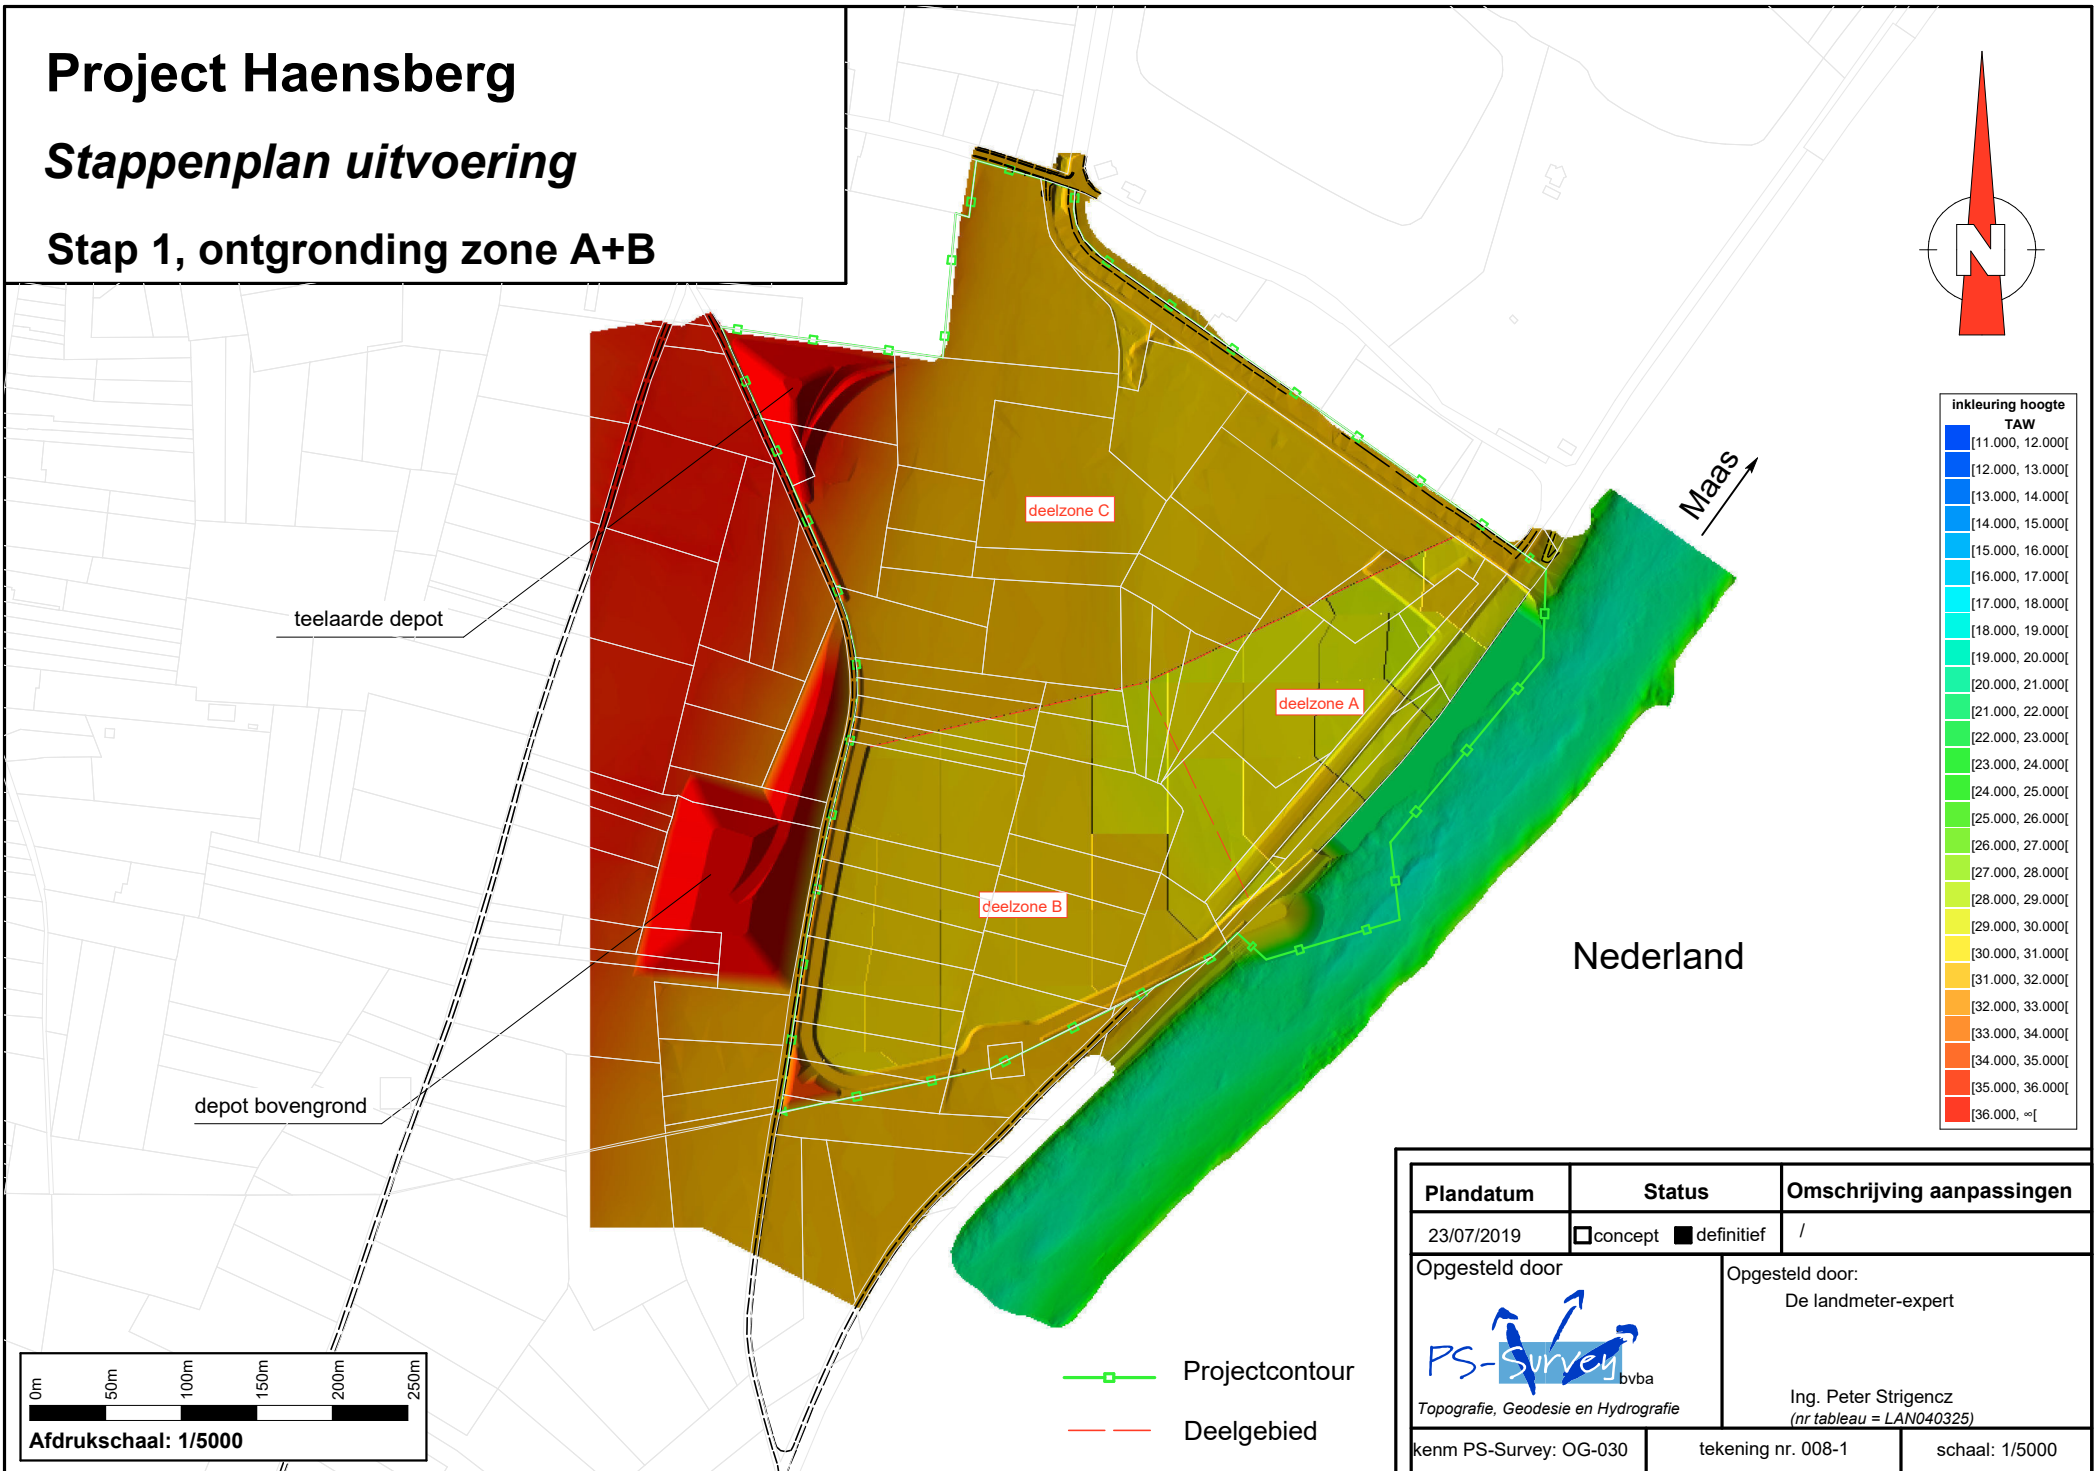 Project Haensberg
Stappenplan uitvoering
Stap 1, ontgronding zone A+B
N
inkleuring hoogte
TAW
[11.000, 12.000[
[12.000, 13.000[
[13.000, 14.000[
[14.000, 15.000[
[15.000, 16.000[
[16.000, 17.000[
[17.000, 18.000[
[18.000, 19.000[
[19.000, 20.000[
[20.000, 21.000[
[21.000, 22.000[
[22.000, 23.000[
[23.000, 24.000[
[24.000, 25.000[
[25.000, 26.000[
[26.000, 27.000[
[27.000, 28.000[
[28.000, 29.000[
[29.000, 30.000[
[30.000, 31.000[
[31.000, 32.000[
[32.000, 33.000[
[33.000, 34.000[
[34.000, 35.000[
[35.000, 36.000[
[36.000, ∞[
Maas
deelzone C
teelaarde depot
deelzone A
deelzone B
Nederland
depot bovengrond
Projectcontour
Deelgebied
0m 50m 100m 150m 200m 250m
Afdrukschaal: 1/5000
Plandatum Status Omschrijving aanpassingen
23/07/2019 concept definitief /
Opgesteld door
PS-Survey bvba
Topografie, Geodesie en Hydrografie
Opgesteld door:
De landmeter-expert
Ing. Peter Strigencz
(nr tableau = LAN040325)
kenm PS-Survey: OG-030 tekening nr. 008-1 schaal: 1/5000